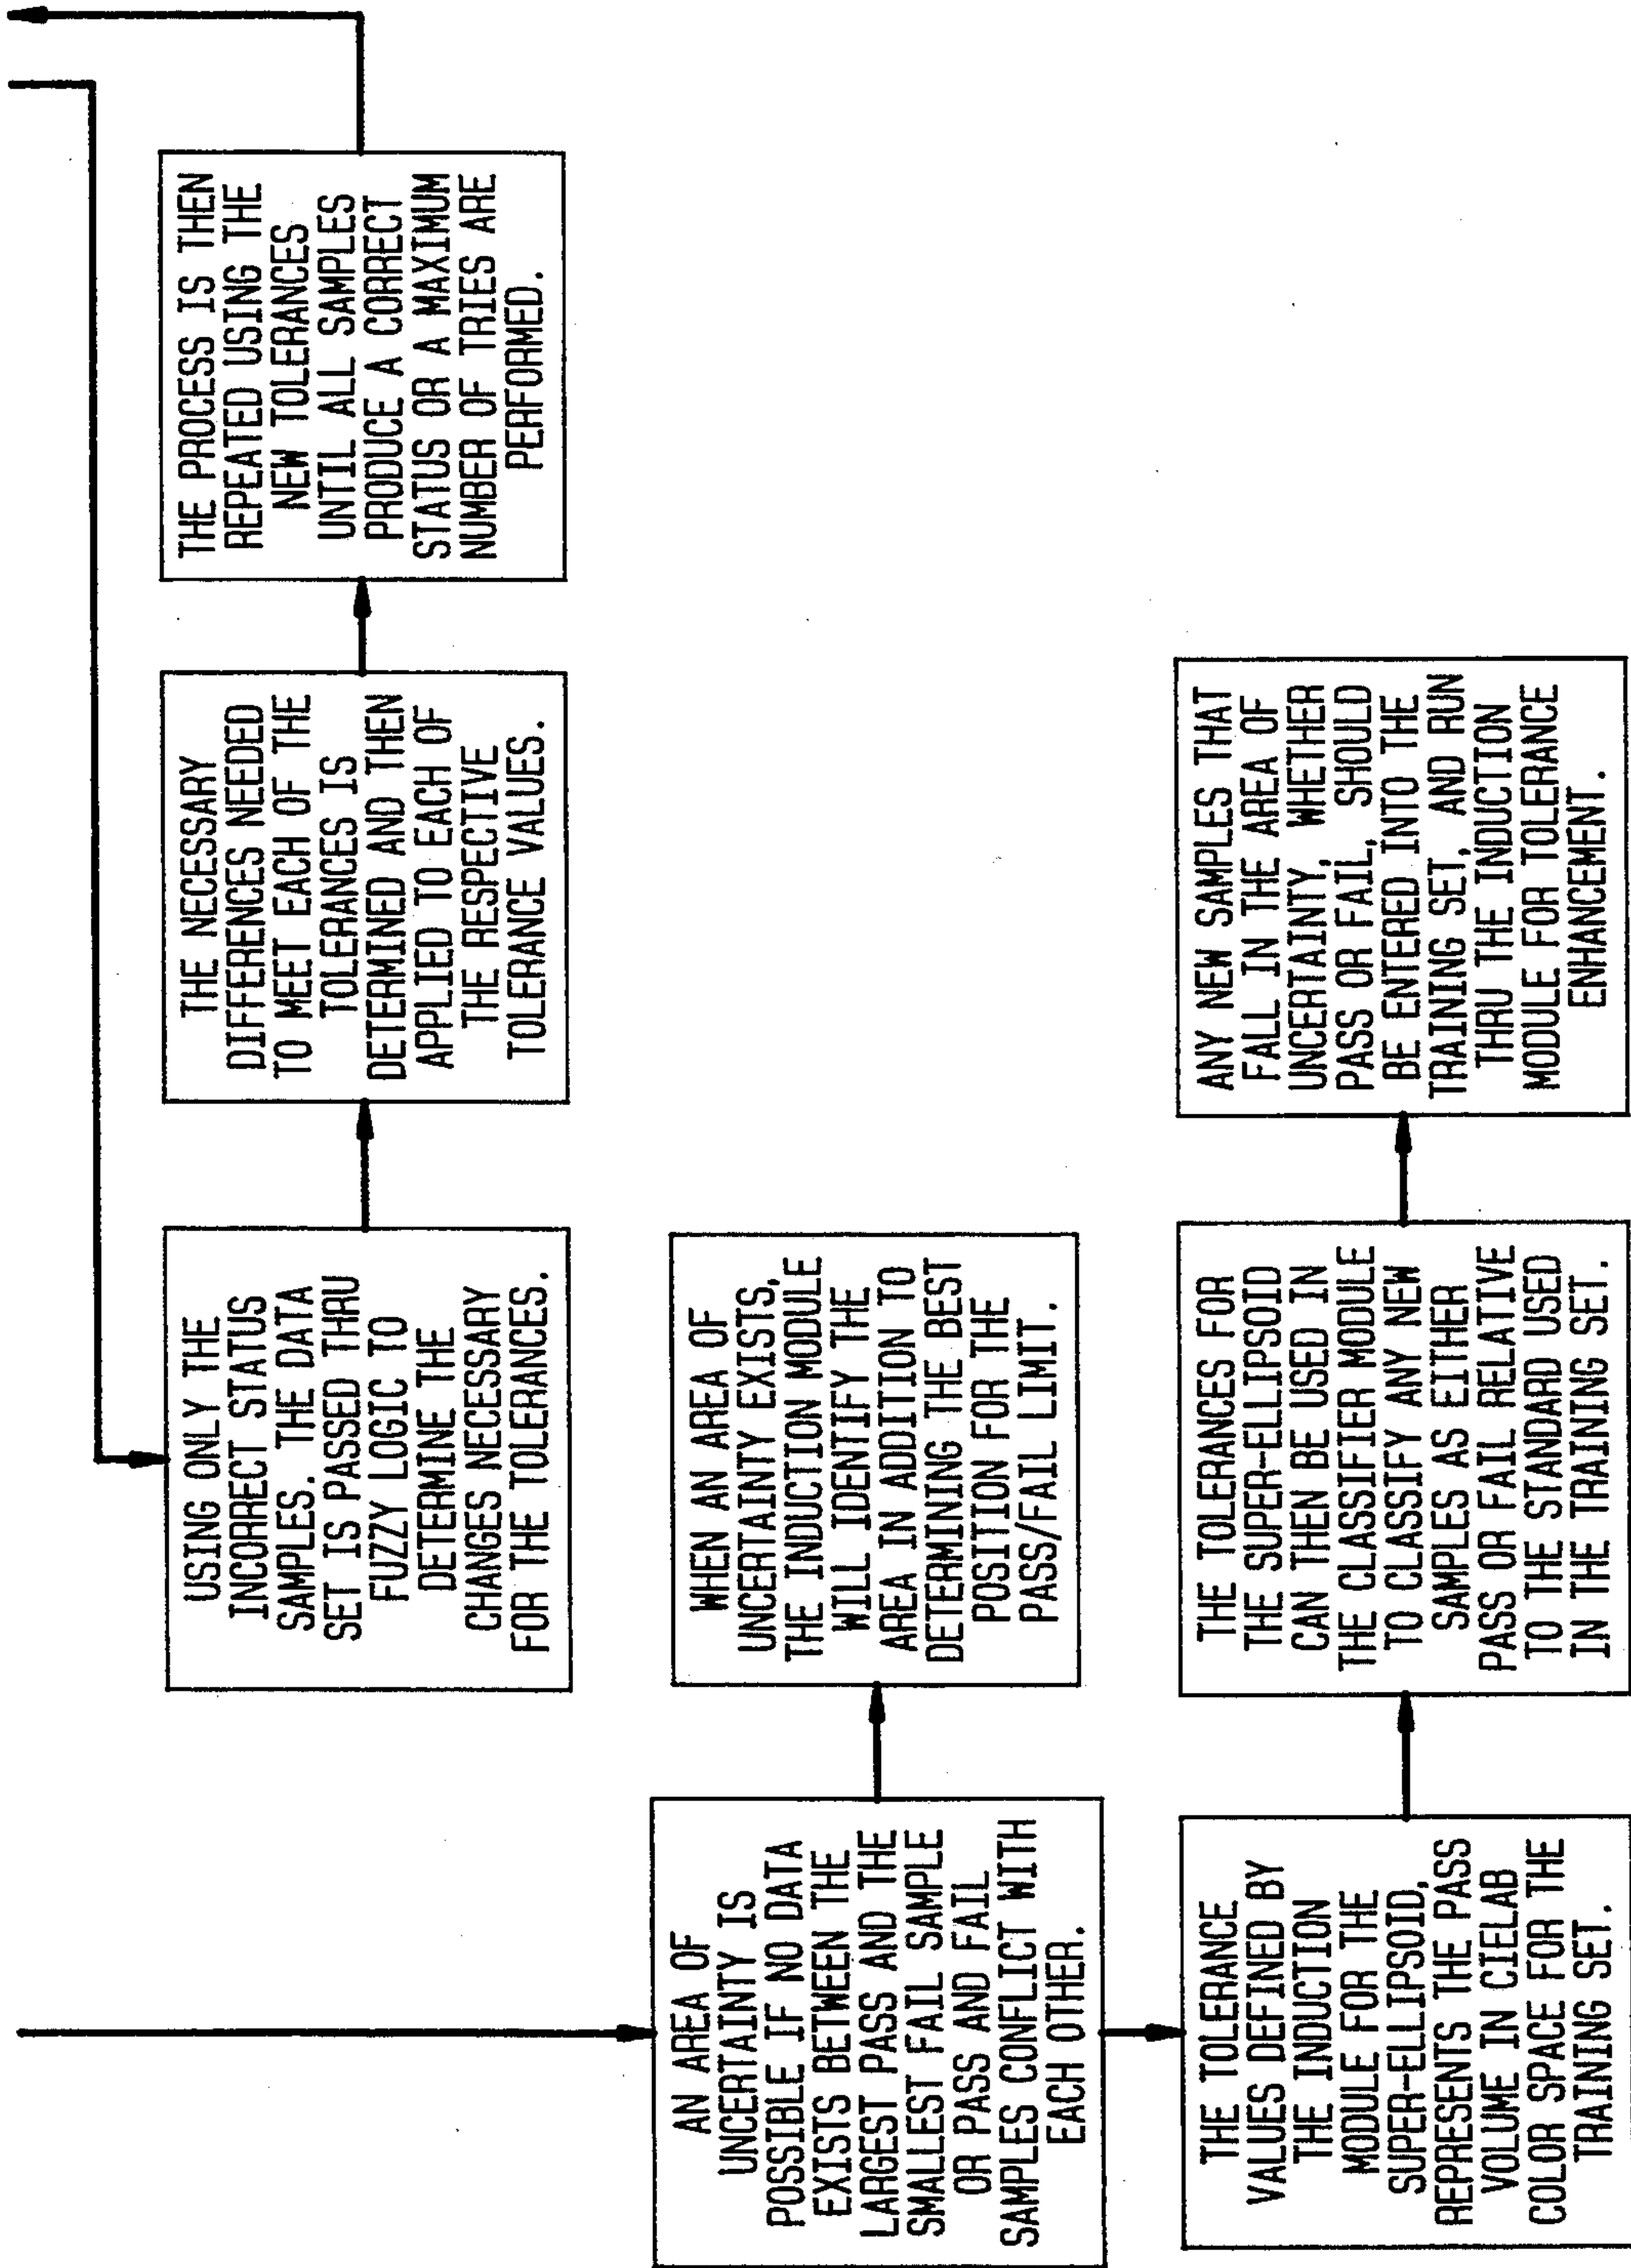 USING ONLY THE
INCORRECT STATUS
SAMPLES. THE DATA
SET IS PASSED THRU
FUZZY LOGIC TO
DETERMINE THE
CHANGES NECESSARY
FOR THE TOLERANCES.
THE NECESSARY
DIFFERENCES NEEDED
TO MEET EACH OF THE
TOLERANCES IS
DETERMINED AND THEN
APPLIED TO EACH OF
THE RESPECTIVE
TOLERANCE VALUES.
THE PROCESS IS THEN
REPEATED USING THE
NEW TOLERANCES
UNTIL ALL SAMPLES
PRODUCE A CORRECT
STATUS OR A MAXIMUM
NUMBER OF TRIES ARE
PERFORMED.
AN AREA OF
UNCERTAINTY IS
POSSIBLE IF NO DATA
EXISTS BETWEEN THE
LARGEST PASS AND THE
SMALLEST FAIL SAMPLE
OR PASS AND FAIL
SAMPLES CONFLICT WITH
EACH OTHER.
WHEN AN AREA OF
UNCERTAINTY EXISTS,
THE INDUCTION MODULE
WILL IDENTIFY THE
AREA IN ADDITION TO
DETERMINING THE BEST
POSITION FOR THE
PASS/FAIL LIMIT.
THE TOLERANCE
VALUES DEFINED BY
THE INDUCTION
MODULE FOR THE
SUPER-ELLIPSOID,
REPRESENTS THE PASS
VOLUME IN CIELAB
COLOR SPACE FOR THE
TRAINING SET.
THE TOLERANCES FOR
THE SUPER-ELLIPSOID
CAN THEN BE USED IN
THE CLASSIFIER MODULE
TO CLASSIFY ANY NEW
SAMPLES AS EITHER
PASS OR FAIL RELATIVE
TO THE STANDARD USED
IN THE TRAINING SET.
ANY NEW SAMPLES THAT
FALL IN THE AREA OF
UNCERTAINTY, WHETHER
PASS OR FAIL, SHOULD
BE ENTERED INTO THE
TRAINING SET, AND RUN
THRU THE INDUCTION
MODULE FOR TOLERANCE
ENHANCEMENT.